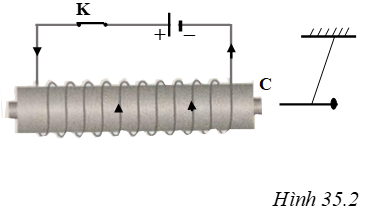 K
+ –
C
Hình 35.2